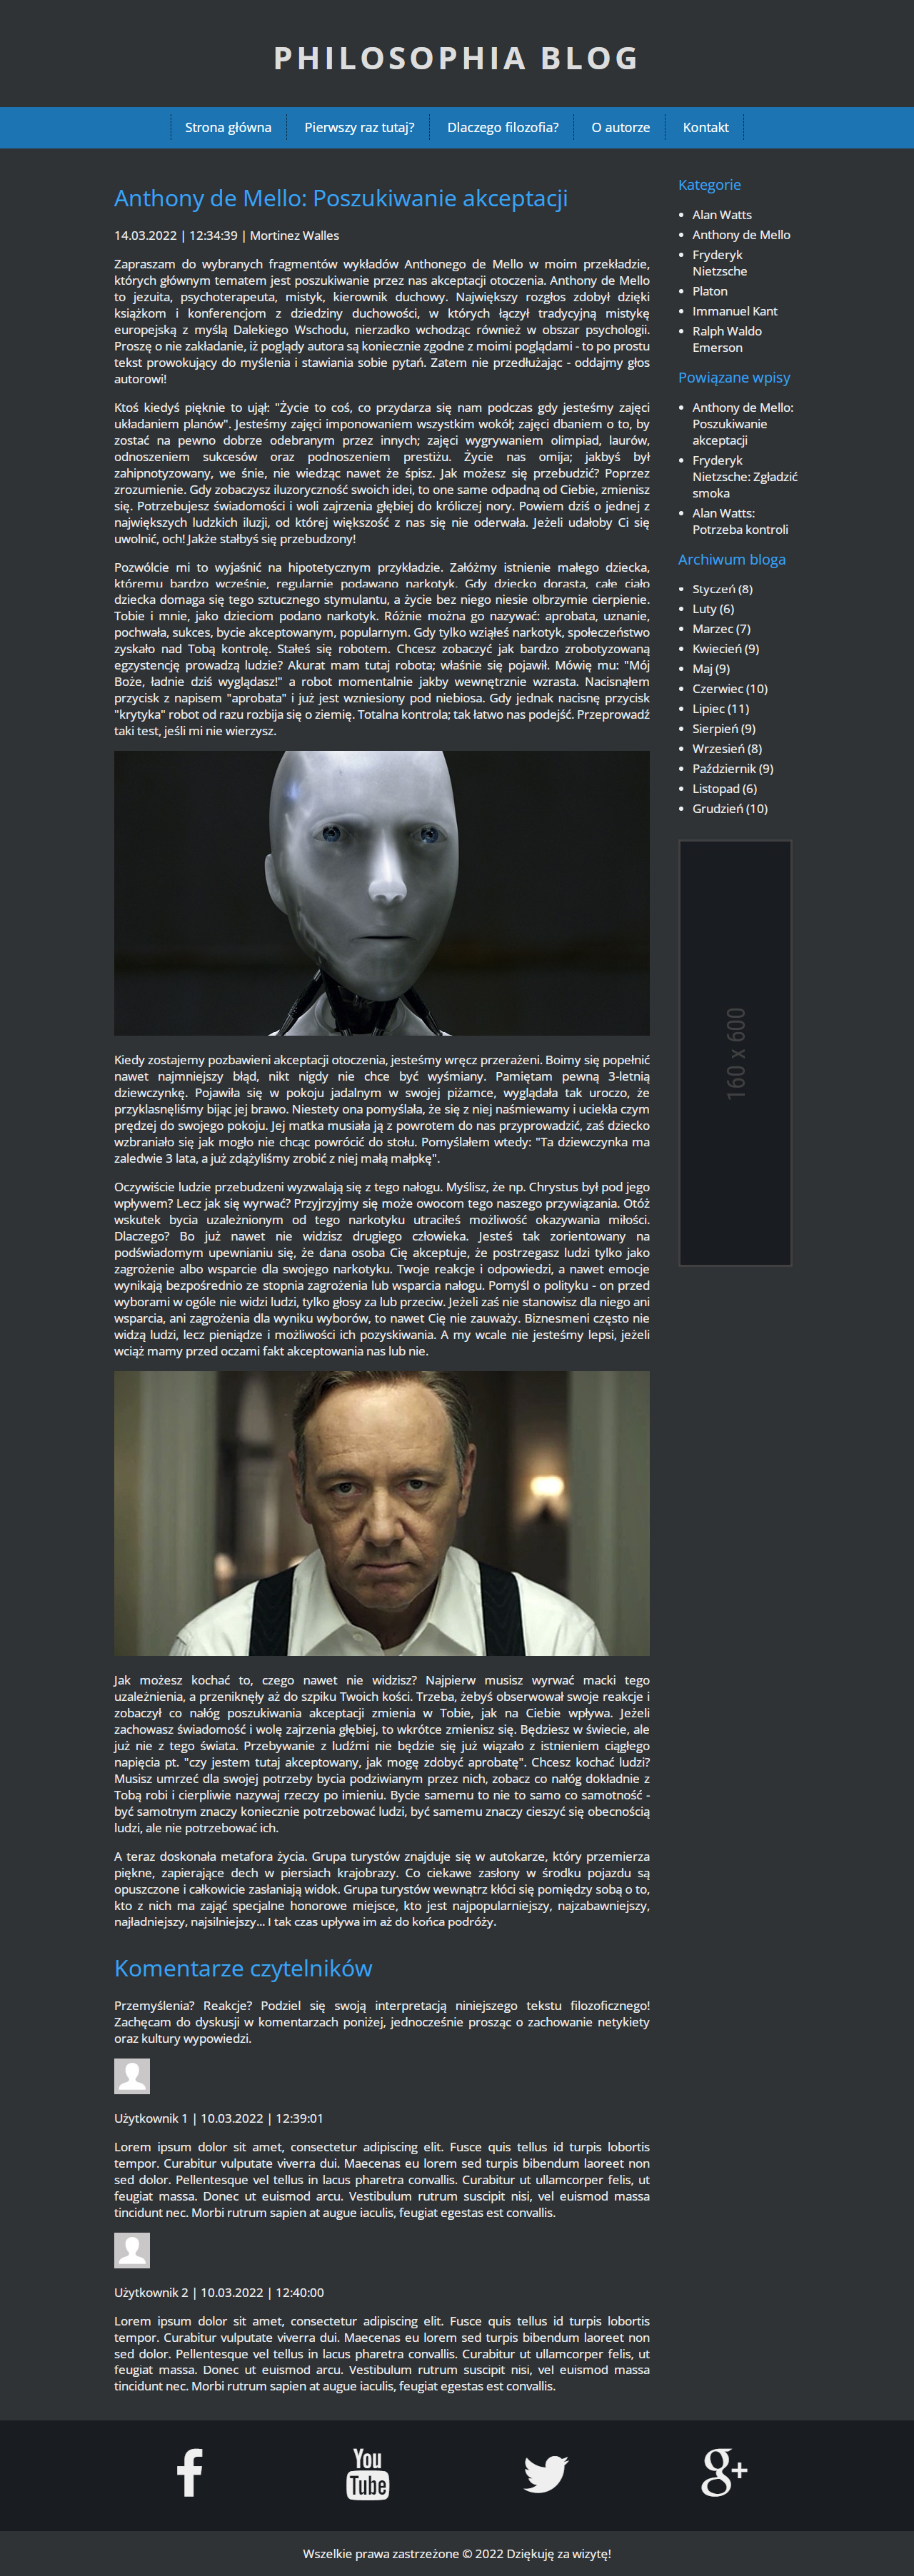 PHILOSOPHIA BLOG
Strona główna
Pierwszy raz tutaj?
Dlaczego filozofia?
O autorze
Kontakt
Anthony de Mello: Poszukiwanie akceptacji
14.03.2022 | 12:34:39 | Mortinez Walles
Zapraszam do wybranych fragmentów wykładów Anthonego de Mello w moim przekładzie,
których głównym tematem jest poszukiwanie przez nas akceptacji otoczenia. Anthony de Mello
to jezuita, psychoterapeuta, mistyk, kierownik duchowy. Największy rozgłos zdobył dzięki
książkom i konferencjom z dziedziny duchowości, w których łączył tradycyjną mistykę
europejską z myślą Dalekiego Wschodu, nierzadko wchodząc również w obszar psychologii.
Proszę o nie zakładanie, iż poglądy autora są koniecznie zgodne z moimi poglądami - to po prostu
tekst prowokujący do myślenia i stawiania sobie pytań. Zatem nie przedłużając - oddajmy głos
autorowi!
Ktoś kiedyś pięknie to ujął: "Życie to coś, co przydarza się nam podczas gdy jesteśmy zajęci
układaniem planów". Jesteśmy zajęci imponowaniem wszystkim wokół; zajęci dbaniem o to, by
zostać na pewno dobrze odebranym przez innych; zajęci wygrywaniem olimpiad, laurów,
odnoszeniem sukcesów oraz podnoszeniem prestiżu. Życie nas omija; jakbyś był
zahipnotyzowany, we śnie, nie wiedząc nawet że śpisz. Jak możesz się przebudzić? Poprzez
zrozumienie. Gdy zobaczysz iluzoryczność swoich idei, to one same odpadną od Ciebie, zmienisz
się. Potrzebujesz świadomości i woli zajrzenia głębiej do króliczej nory. Powiem dziś o jednej z
największych ludzkich iluzji, od której większość z nas się nie oderwała. Jeżeli udałoby Ci się
uwolnić, och! Jakże stałbyś się przebudzony!
Pozwólcie mi to wyjaśnić na hipotetycznym przykładzie. Załóżmy istnienie małego dziecka,
któremu bardzo wcześnie, regularnie podawano narkotyk. Gdy dziecko dorasta, całe ciało
dziecka domaga się tego sztucznego stymulantu, a życie bez niego niesie olbrzymie cierpienie.
Tobie i mnie, jako dzieciom podano narkotyk. Różnie można go nazywać: aprobata, uznanie,
pochwała, sukces, bycie akceptowanym, popularnym. Gdy tylko wziąłeś narkotyk, społeczeństwo
zyskało nad Tobą kontrolę. Stałeś się robotem. Chcesz zobaczyć jak bardzo zrobotyzowaną
egzystencję prowadzą ludzie? Akurat mam tutaj robota; właśnie się pojawił. Mówię mu: "Mój
Boże, ładnie dziś wyglądasz!" a robot momentalnie jakby wewnętrznie wzrasta. Nacisnąłem
przycisk z napisem "aprobata" i już jest wzniesiony pod niebiosa. Gdy jednak nacisnę przycisk
"krytyka" robot od razu rozbija się o ziemię. Totalna kontrola; tak łatwo nas podejść. Przeprowadź
taki test, jeśli mi nie wierzysz.
Kiedy zostajemy pozbawieni akceptacji otoczenia, jesteśmy wręcz przerażeni. Boimy się popełnić
nawet najmniejszy błąd, nikt nigdy nie chce być wyśmiany. Pamiętam pewną 3-letnią
dziewczynkę. Pojawiła się w pokoju jadalnym w swojej piżamce, wyglądała tak uroczo, że
przyklasnęliśmy bijąc jej brawo. Niestety ona pomyślała, że się z niej naśmiewamy i uciekła czym
prędzej do swojego pokoju. Jej matka musiała ją z powrotem do nas przyprowadzić, zaś dziecko
wzbraniało się jak mogło nie chcąc powrócić do stołu. Pomyślałem wtedy: "Ta dziewczynka ma
zaledwie 3 lata, a już zdążyliśmy zrobić z niej małą małpkę".
Oczywiście ludzie przebudzeni wyzwalają się z tego nałogu. Myślisz, że np. Chrystus był pod jego
wpływem? Lecz jak się wyrwać? Przyjrzyjmy się może owocom tego naszego przywiązania. Otóż
wskutek bycia uzależnionym od tego narkotyku utraciłeś możliwość okazywania miłości.
Dlaczego? Bo już nawet nie widzisz drugiego człowieka. Jesteś tak zorientowany na
podświadomym upewnianiu się, że dana osoba Cię akceptuje, że postrzegasz ludzi tylko jako
zagrożenie albo wsparcie dla swojego narkotyku. Twoje reakcje i odpowiedzi, a nawet emocje
wynikają bezpośrednio ze stopnia zagrożenia lub wsparcia nałogu. Pomyśl o polityku - on przed
wyborami w ogóle nie widzi ludzi, tylko głosy za lub przeciw. Jeżeli zaś nie stanowisz dla niego ani
wsparcia, ani zagrożenia dla wyniku wyborów, to nawet Cię nie zauważy. Biznesmeni często nie
widzą ludzi, lecz pieniądze i możliwości ich pozyskiwania. A my wcale nie jesteśmy lepsi, jeżeli
wciąż mamy przed oczami fakt akceptowania nas lub nie.
Jak możesz kochać to, czego nawet nie widzisz? Najpierw musisz wyrwać macki tego
uzależnienia, a przeniknęły aż do szpiku Twoich kości. Trzeba, żebyś obserwował swoje reakcje i
zobaczył co nałóg poszukiwania akceptacji zmienia w Tobie, jak na Ciebie wpływa. Jeżeli
zachowasz świadomość i wolę zajrzenia głębiej, to wkrótce zmienisz się. Będziesz w świecie, ale
już nie z tego świata. Przebywanie z ludźmi nie będzie się już wiązało z istnieniem ciągłego
napięcia pt. "czy jestem tutaj akceptowany, jak mogę zdobyć aprobatę". Chcesz kochać ludzi?
Musisz umrzeć dla swojej potrzeby bycia podziwianym przez nich, zobacz co nałóg dokładnie z
Tobą robi i cierpliwie nazywaj rzeczy po imieniu. Bycie samemu to nie to samo co samotność -
być samotnym znaczy koniecznie potrzebować ludzi, być samemu znaczy cieszyć się obecnością
ludzi, ale nie potrzebować ich.
A teraz doskonała metafora życia. Grupa turystów znajduje się w autokarze, który przemierza
piękne, zapierające dech w piersiach krajobrazy. Co ciekawe zasłony w środku pojazdu są
opuszczone i całkowicie zasłaniają widok. Grupa turystów wewnątrz kłóci się pomiędzy sobą o to,
kto z nich ma zająć specjalne honorowe miejsce, kto jest najpopularniejszy, najzabawniejszy,
najładniejszy, najsilniejszy... I tak czas upływa im aż do końca podróży.
Komentarze czytelników
Przemyślenia? Reakcje? Podziel się swoją interpretacją niniejszego tekstu filozoficznego!
Zachęcam do dyskusji w komentarzach poniżej, jednocześnie prosząc o zachowanie netykiety
oraz kultury wypowiedzi.
Użytkownik 1 | 10.03.2022 | 12:39:01
Lorem ipsum dolor sit amet, consectetur adipiscing elit. Fusce quis tellus id turpis lobortis
tempor. Curabitur vulputate viverra dui. Maecenas eu lorem sed turpis bibendum laoreet non
sed dolor. Pellentesque vel tellus in lacus pharetra convallis. Curabitur ut ullamcorper felis, ut
feugiat massa. Donec ut euismod arcu. Vestibulum rutrum suscipit nisi, vel euismod massa
tincidunt nec. Morbi rutrum sapien at augue iaculis, feugiat egestas est convallis.
Użytkownik 2 | 10.03.2022 | 12:40:00
Lorem ipsum dolor sit amet, consectetur adipiscing elit. Fusce quis tellus id turpis lobortis
tempor. Curabitur vulputate viverra dui. Maecenas eu lorem sed turpis bibendum laoreet non
sed dolor. Pellentesque vel tellus in lacus pharetra convallis. Curabitur ut ullamcorper felis, ut
feugiat massa. Donec ut euismod arcu. Vestibulum rutrum suscipit nisi, vel euismod massa
tincidunt nec. Morbi rutrum sapien at augue iaculis, feugiat egestas est convallis.
Kategorie
Alan Watts
Anthony de Mello
Fryderyk
Nietzsche
Platon
Immanuel Kant
Ralph Waldo
Emerson
Powiązane wpisy
Anthony de Mello:
Poszukiwanie
akceptacji
Fryderyk
Nietzsche: Zgładzić
smoka
Alan Watts:
Potrzeba kontroli
Archiwum bloga
Styczeń (8)
Luty (6)
Marzec (7)
Kwiecień (9)
Maj (9)
Czerwiec (10)
Lipiec (11)
Sierpień (9)
Wrzesień (8)
Październik (9)
Listopad (6)
Grudzień (10)
160 x 600
You
Tube
g+
Wszelkie prawa zastrzeżone © 2022 Dziękuję za wizytę!